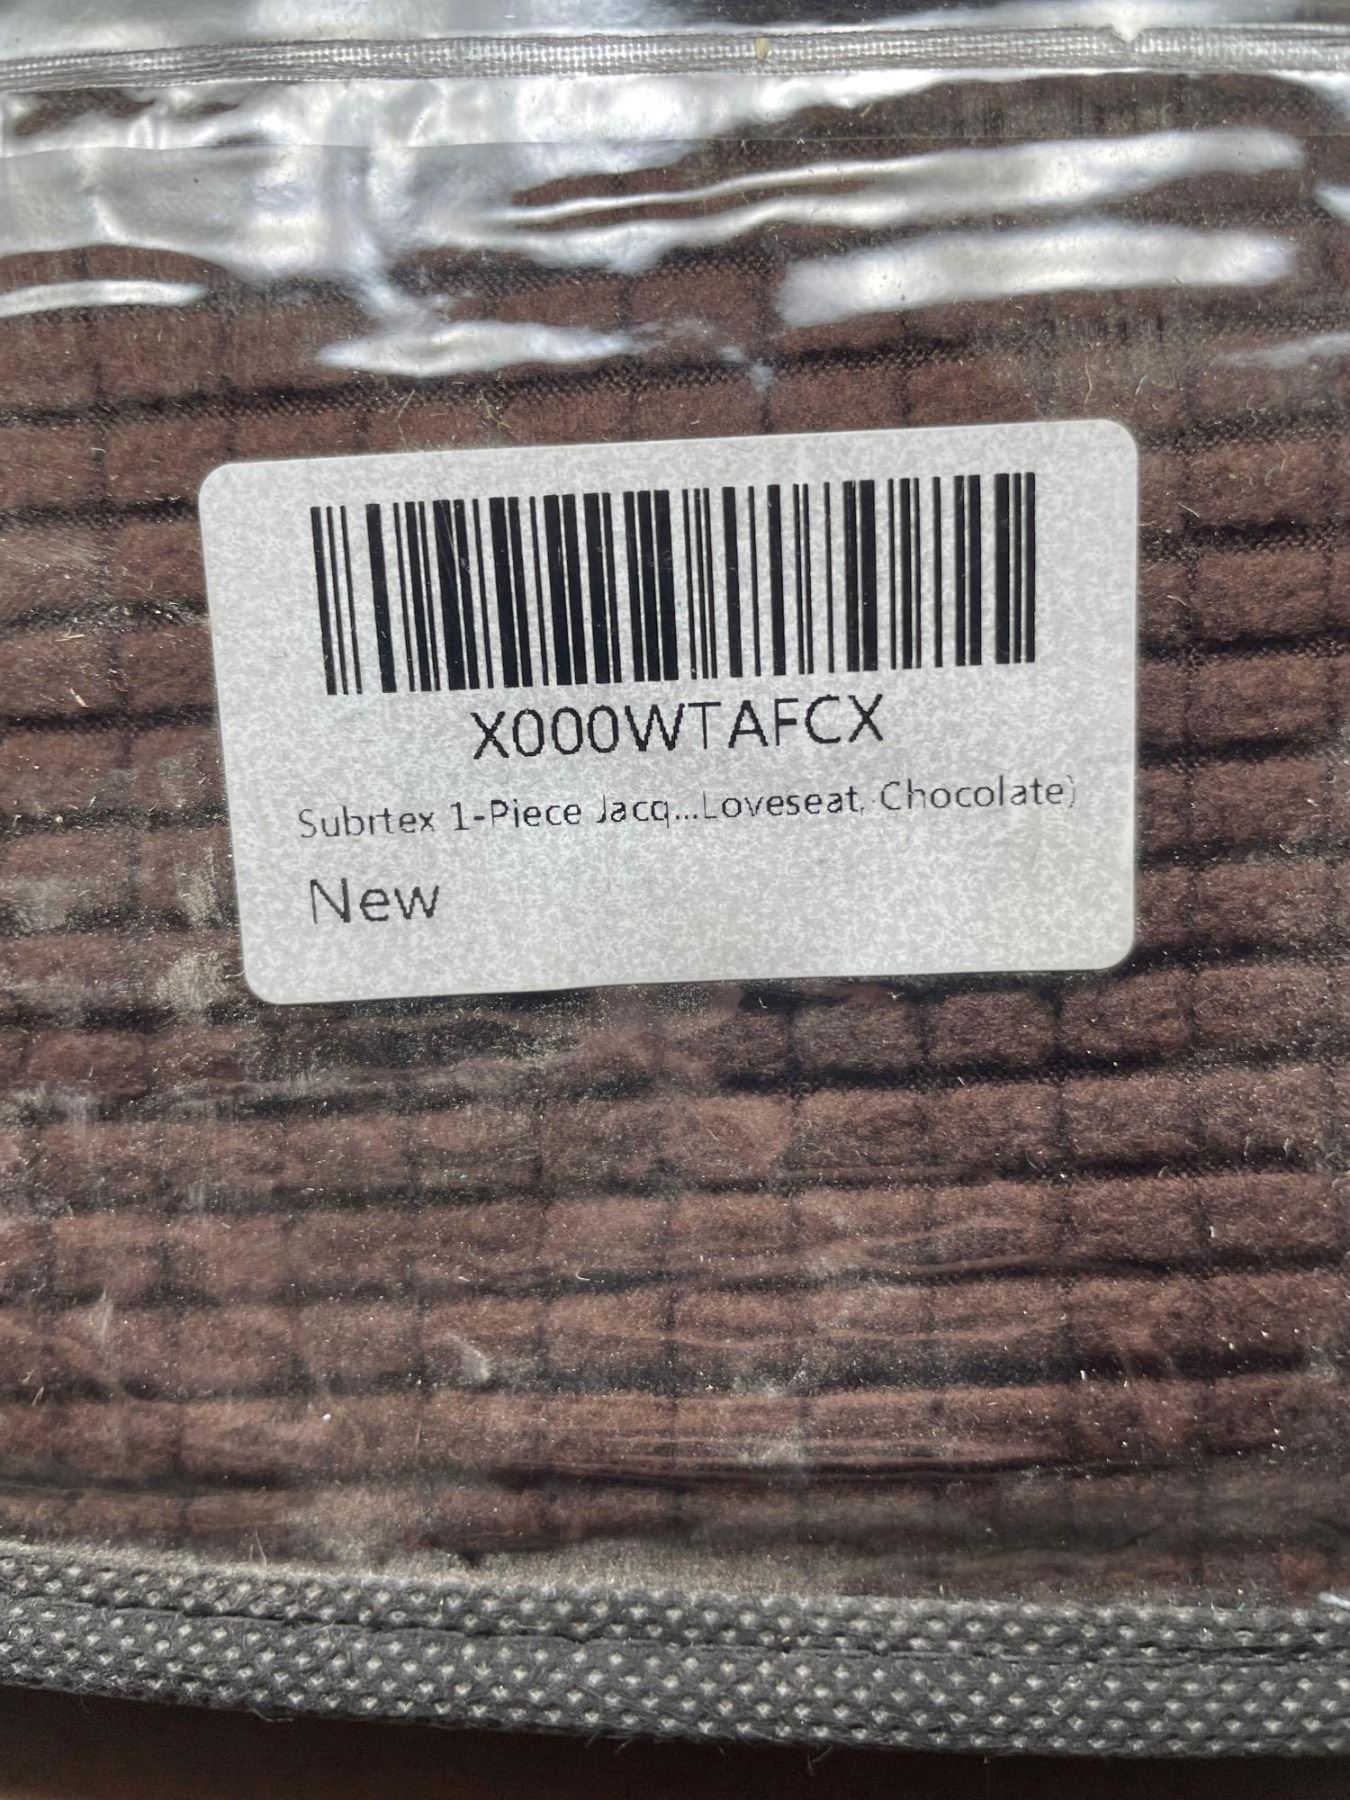 X000WTAFCX
Subrtex 1-Piece Jacq...Loveseat, Chocolate)
New